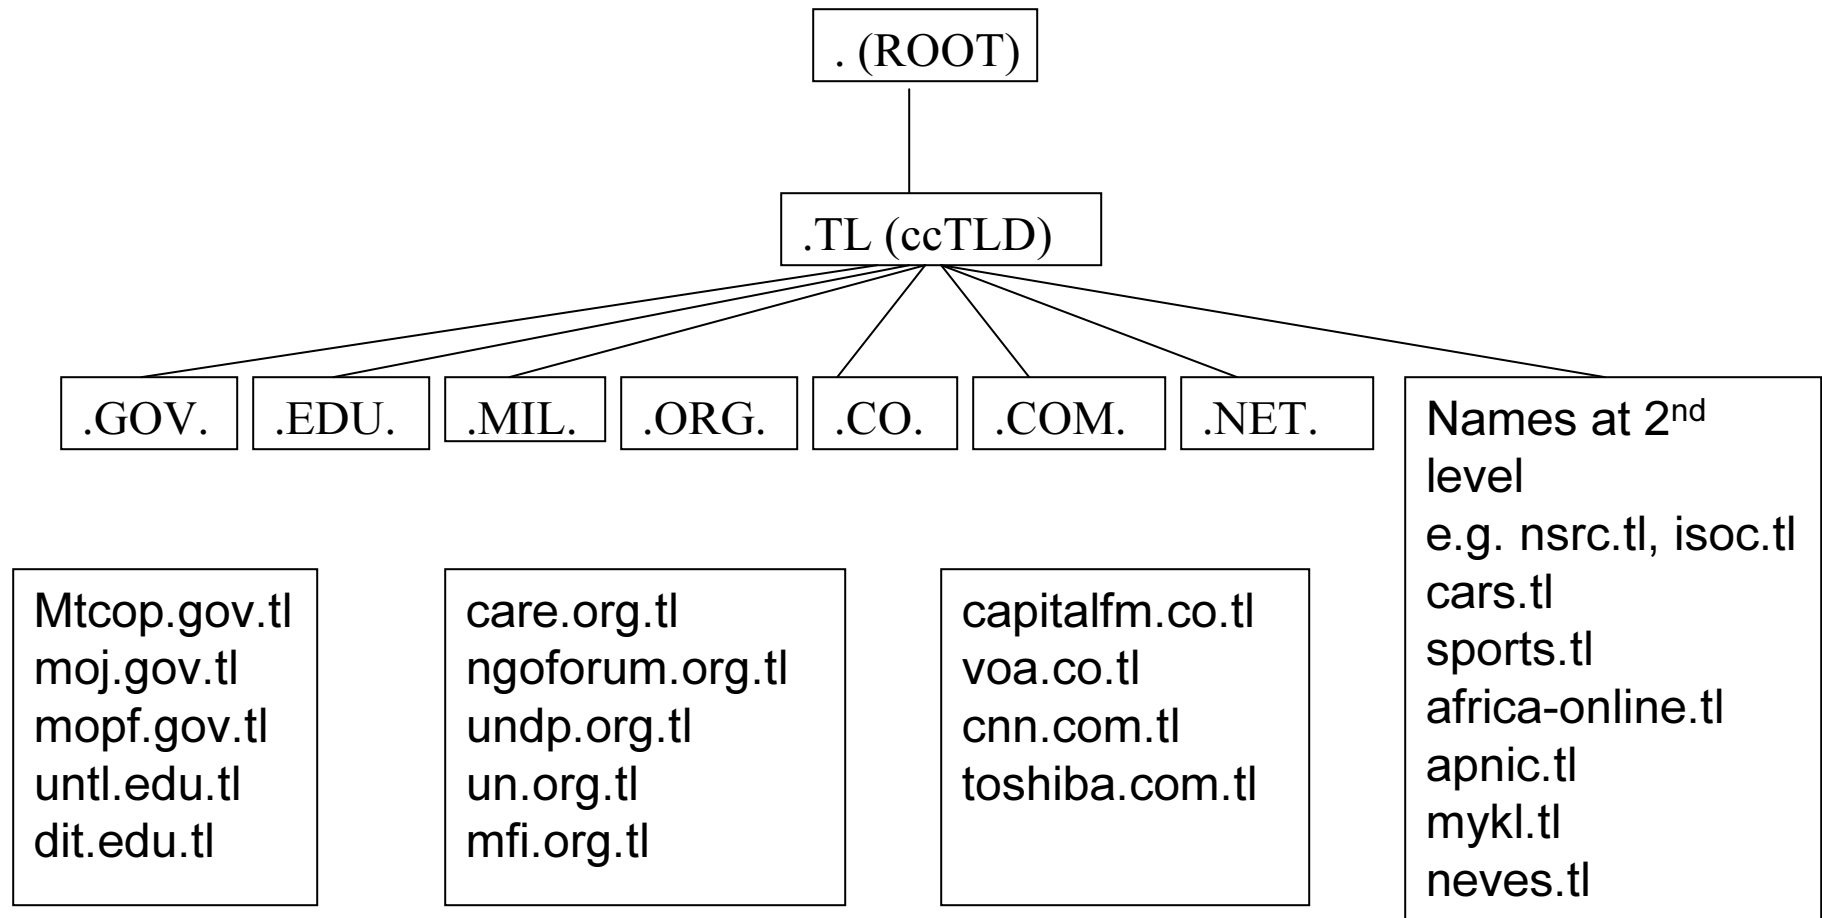 . (ROOT)
.TL (ccTLD)
.GOV.
.EDU.
.MIL.
.ORG.
.CO.
.COM.
.NET.
Names at 2nd
level
e.g. nsrc.tl, isoc.tl
cars.tl
sports.tl
africa-online.tl
apnic.tl
mykl.tl
neves.tl
Mtcop.gov.tl
moj.gov.tl
mopf.gov.tl
untl.edu.tl
dit.edu.tl
care.org.tl
ngoforum.org.tl
undp.org.tl
un.org.tl
mfi.org.tl
capitalfm.co.tl
voa.co.tl
cnn.com.tl
toshiba.com.tl